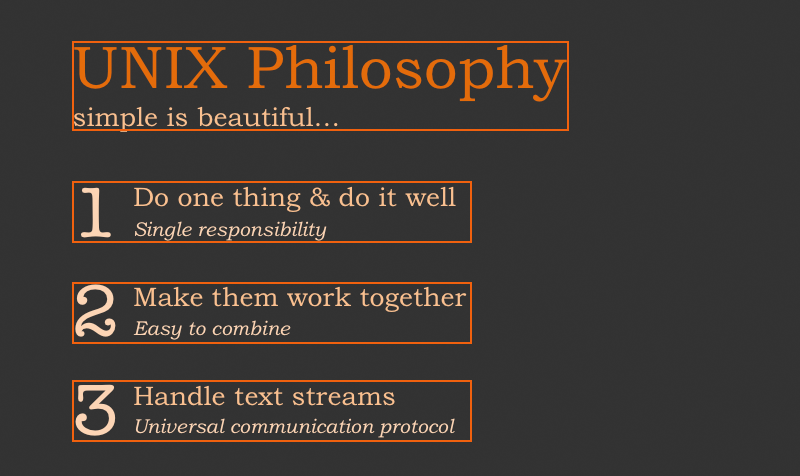 UNIX Philosophy
simple is beautiful...
1 Do one thing & do it well
Single responsibility
2 Make them work together
Easy to combine
3 Handle text streams
Universal communication protocol